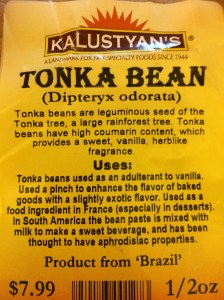 KALUSTYAN'S
A LANDMARK FOR FINE SPECIALTY FOODS SINCE 1944
TONKA BEAN
(Dipteryx odorata)
Tonka beans are leguminous seed of the
Tonka tree, a large rainforest tree. Tonka
beans have high coumarin content, which
provides a sweet, vanilla, herblike
fragrance.
Uses:
Tonka beans used as an adulterant to vanilla.
Used a pinch to enhance the flavor of baked
goods with a slightly exotic flavor. Used as a
food ingredient in France (especially in desserts).
In South America the bean paste is mixed with
milk to make a sweet beverage, and has been
thought to have aphrodisiac properties.
Product from 'Brazil'
$7.99 1/2oz